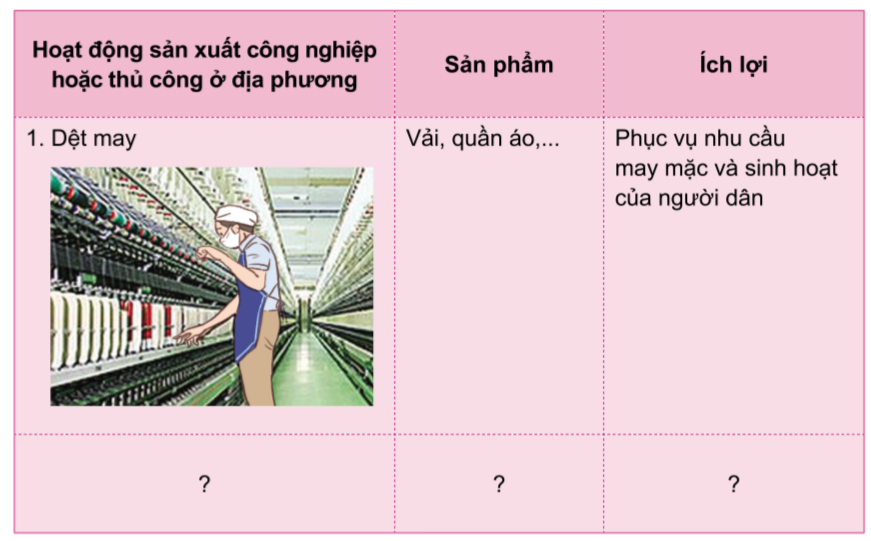 Hoạt động sản xuất công nghiệp
hoặc thủ công ở địa phương
Sản phẩm
Ích lợi
1. Dệt may
Vải, quần áo,...
Phục vụ nhu cầu
may mặc và sinh hoạt
của người dân
?
?
?